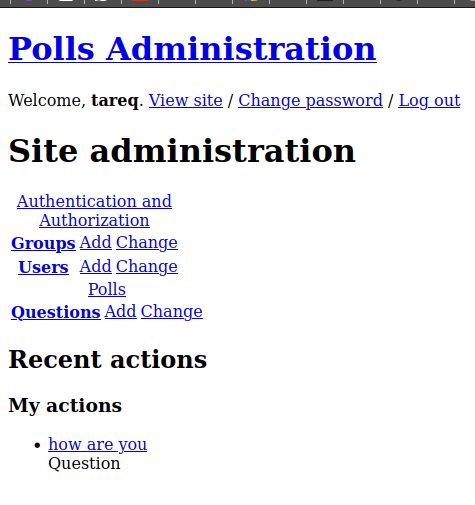 Polls Administration
Welcome, tareq. View site / Change password / Log out
Site administration
Authentication and
Authorization
Groups Add Change
Users Add Change
Polls
Questions Add Change
Recent actions
My actions
how are you
Question